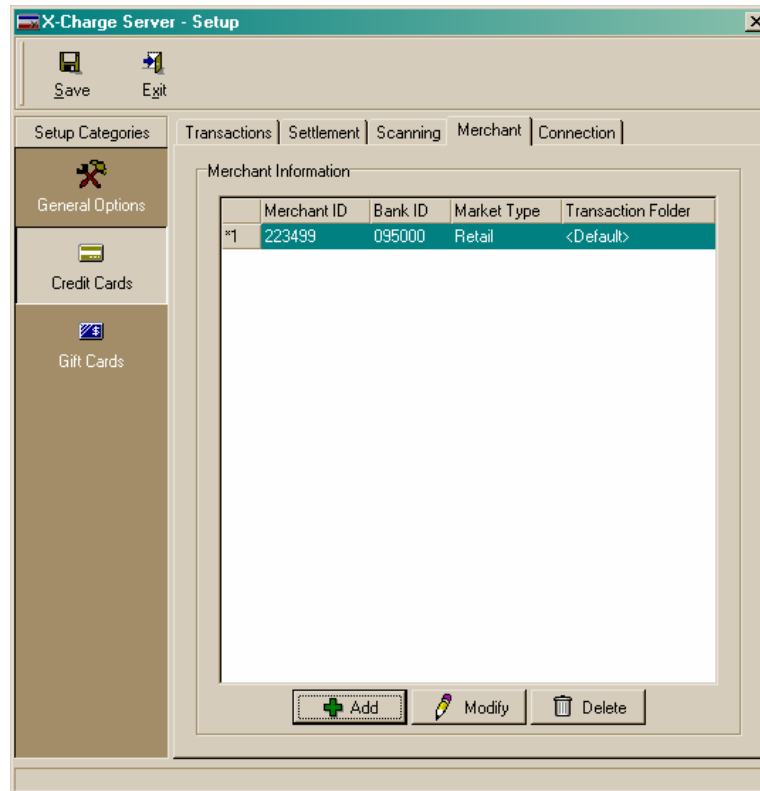 X-Charge Server - Setup
Save Exit
Setup Categories
General Options
Credit Cards
Gift Cards
Transactions Settlement Scanning Merchant Connection
Merchant Information
Merchant ID Bank ID Market Type Transaction Folder
*1 223499 095000 Retail <Default>
Add Modify Delete